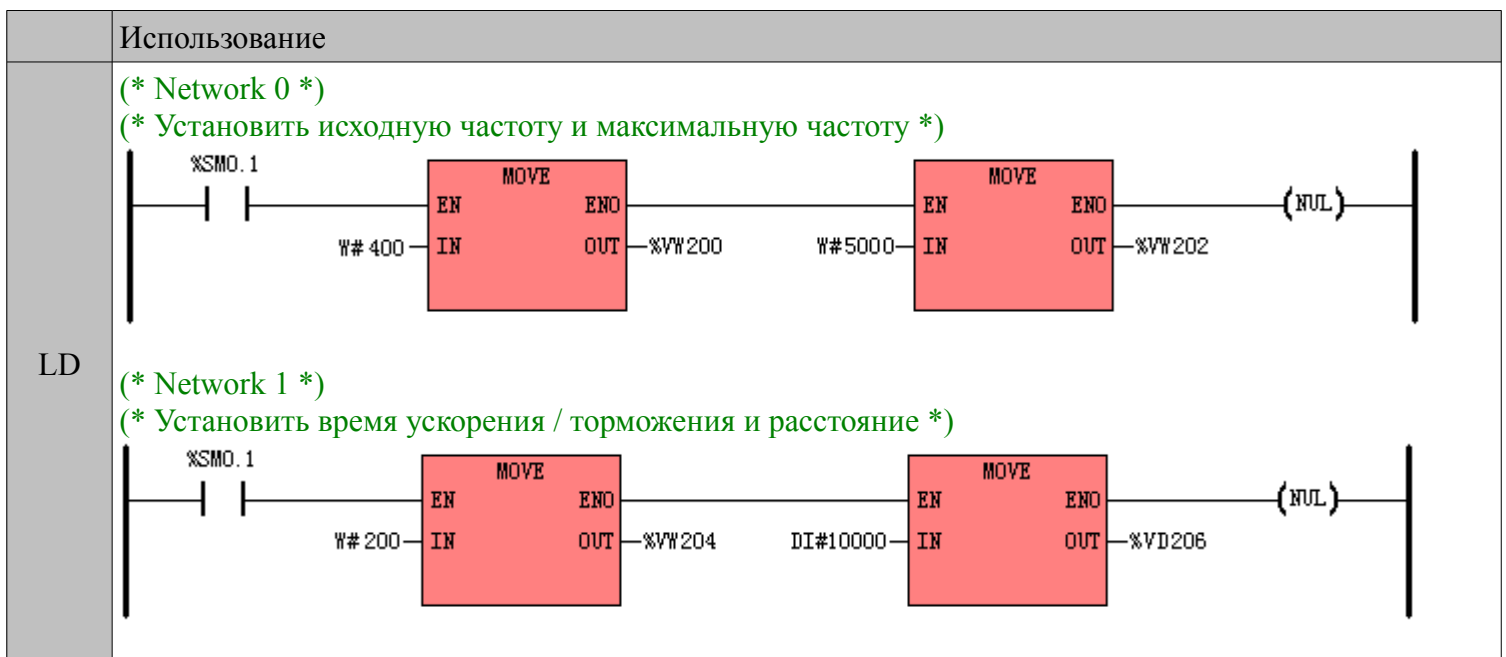 Использование
LD
(* Network 0 *)
(* Установить исходную частоту и максимальную частоту *)
%SM0.1
MOVE
MOVE
EN ENO
EN ENO
(NUL)
W#400 IN OUT %VW200
W#5000 IN OUT %VW202
(* Network 1 *)
(* Установить время ускорения / торможения и расстояние *)
%SM0.1
MOVE
MOVE
EN ENO
EN ENO
(NUL)
W#200 IN OUT %VW204
DI#10000 IN OUT %VD206